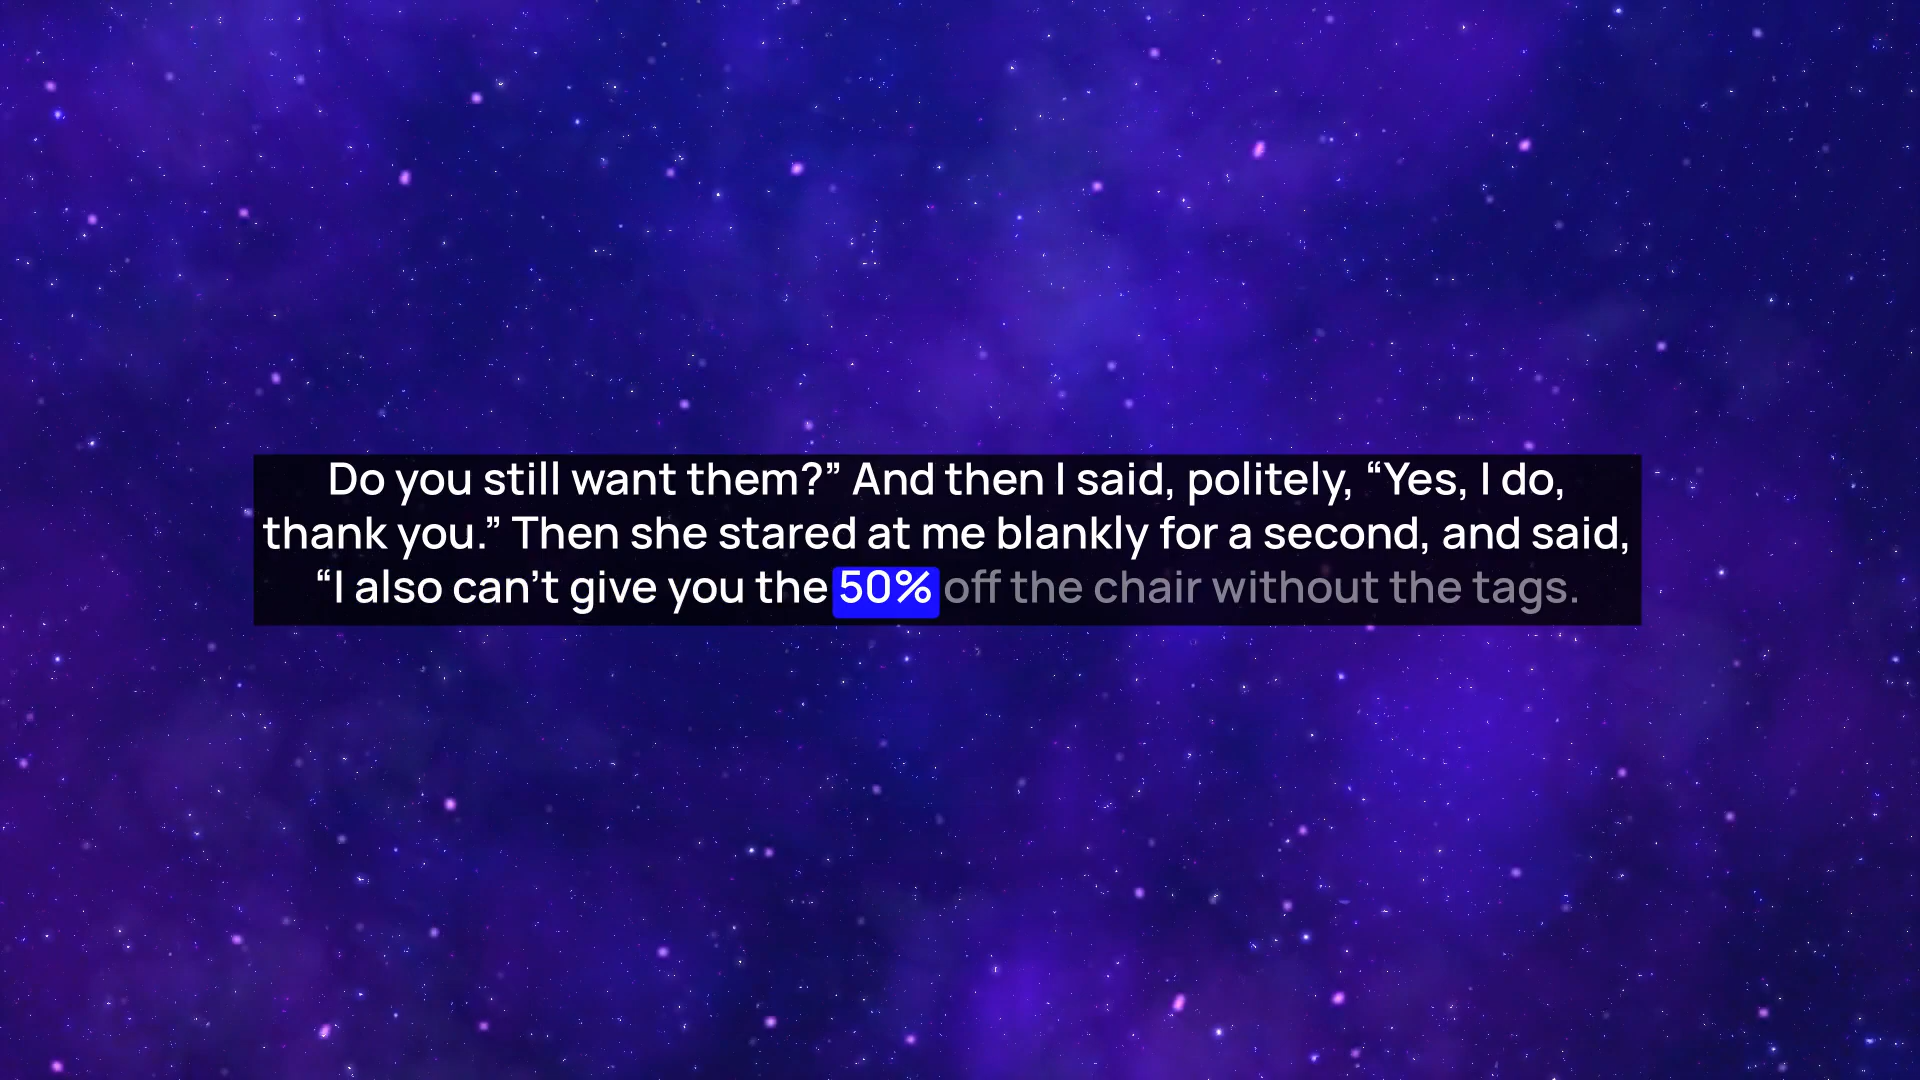 Do you still want them?” And then I said, politely, “Yes, I do,
thank you.” Then she stared at me blankly for a second, and said,
“I also can’t give you the 50% off the chair without the tags.